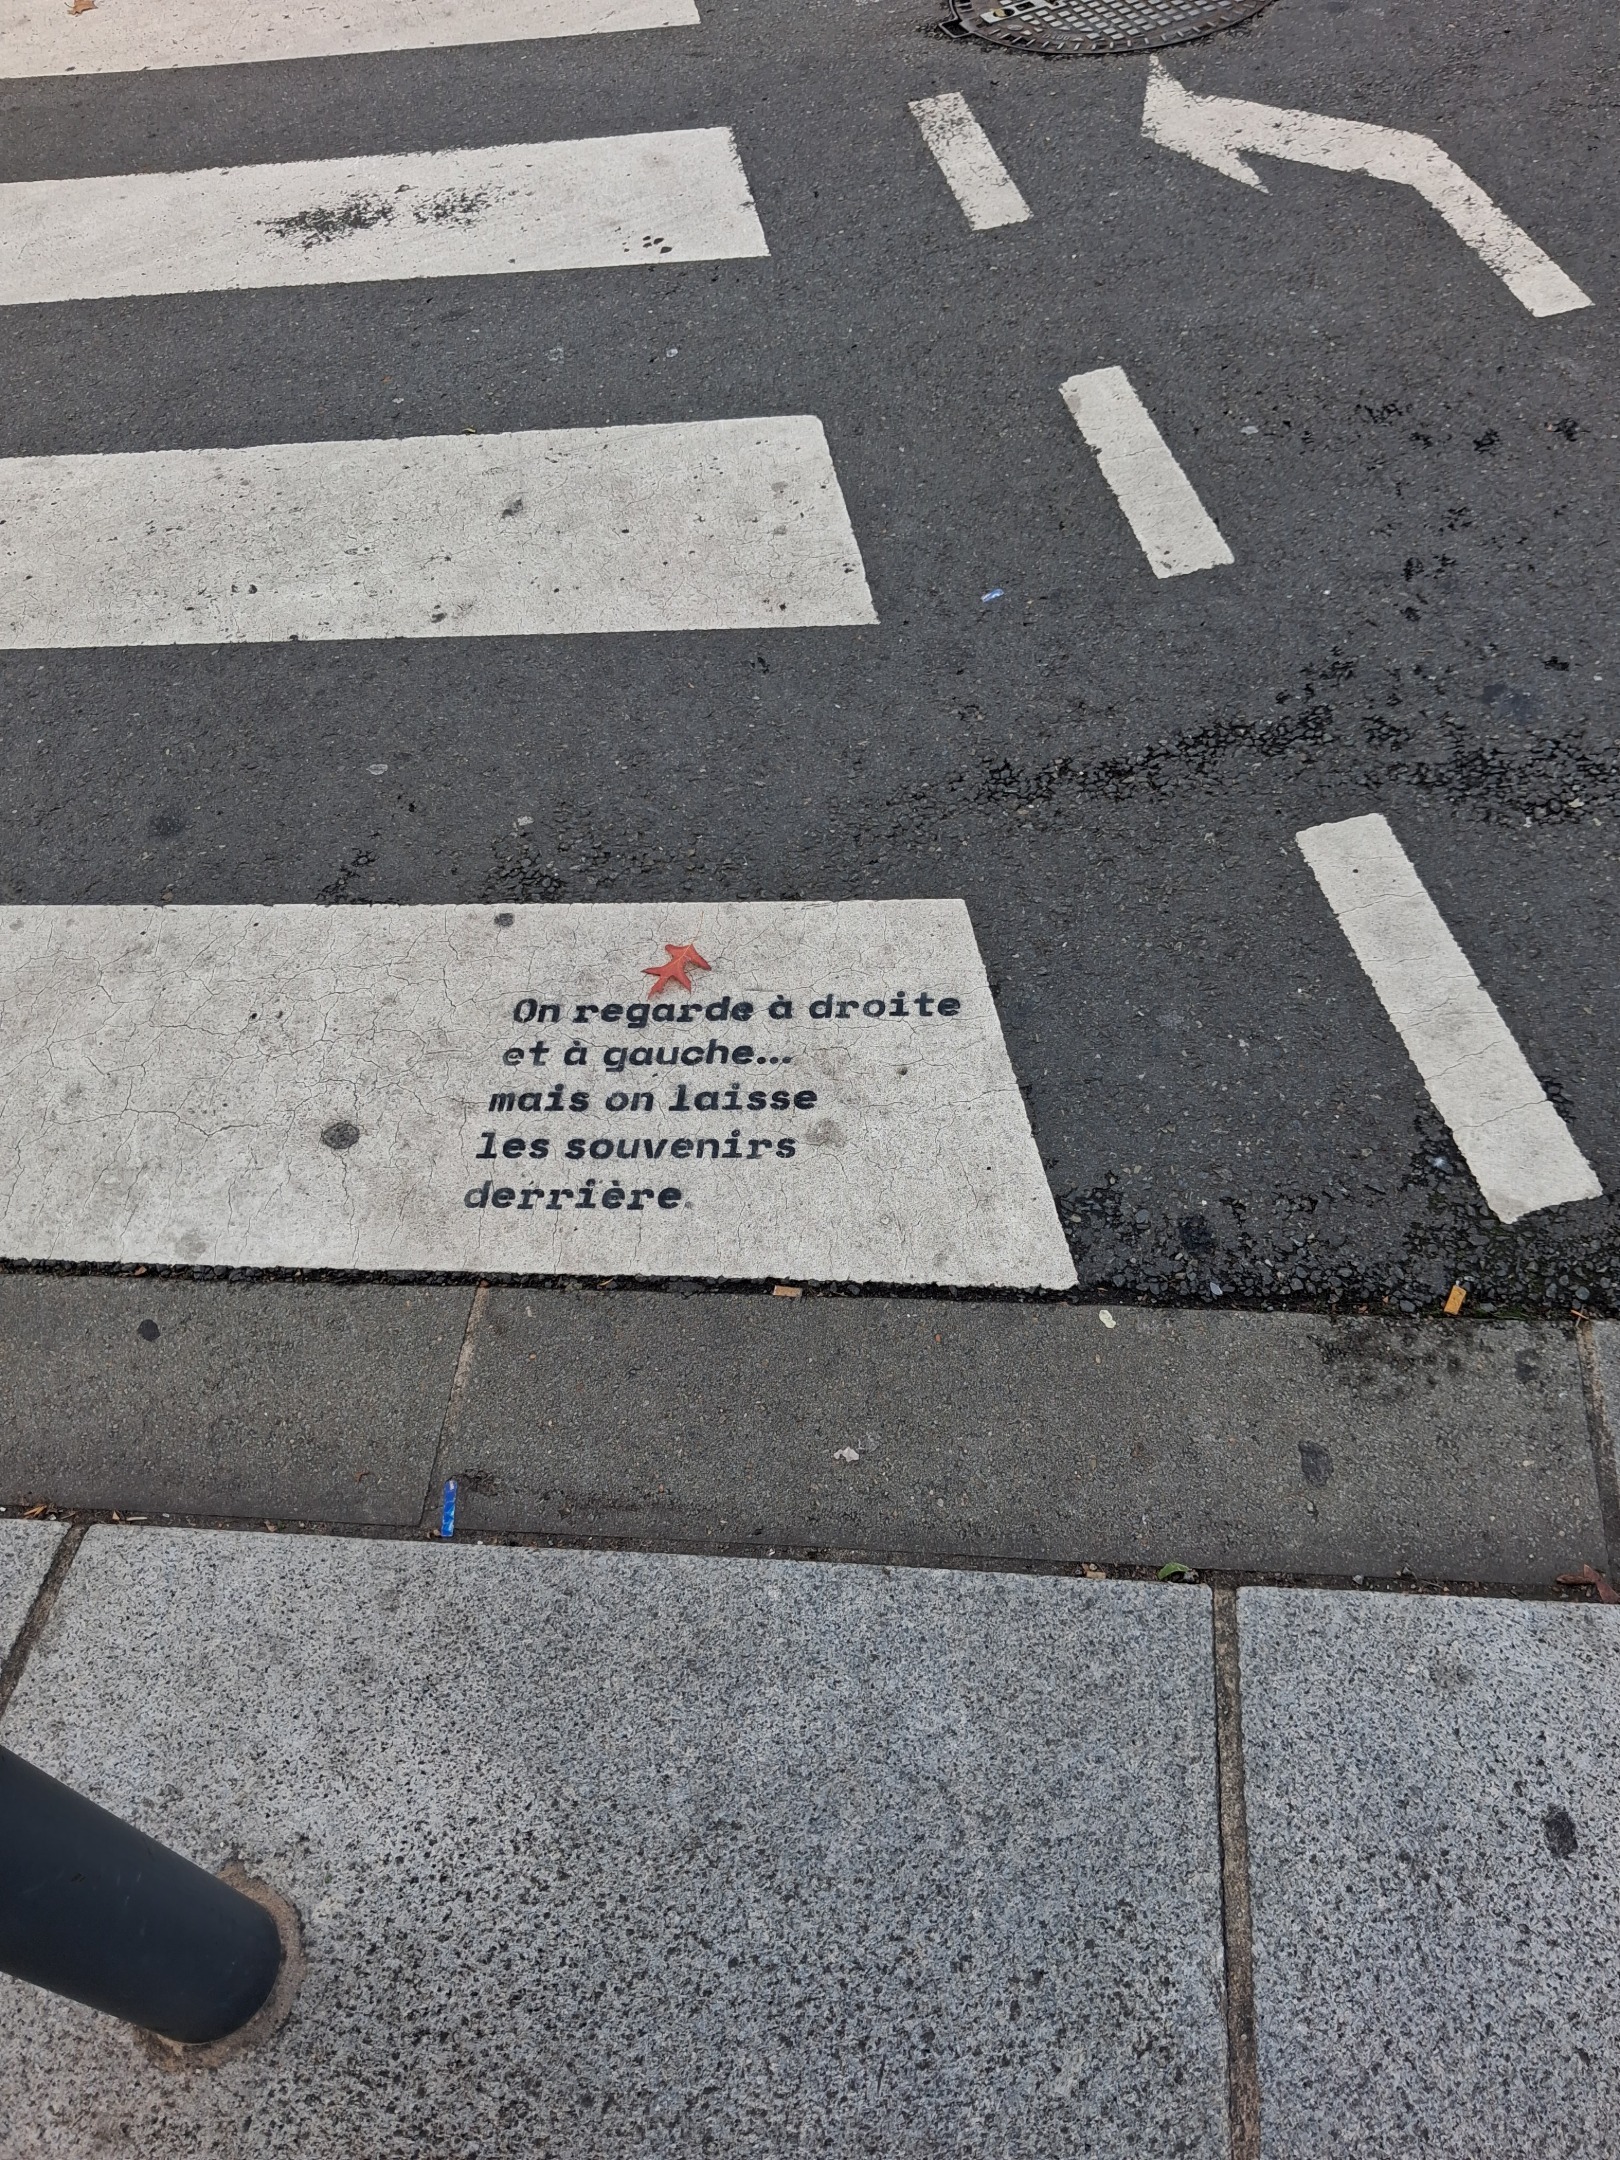 On regarde à droite
et à gauche...
mais on laisse
les souvenirs
derrière.